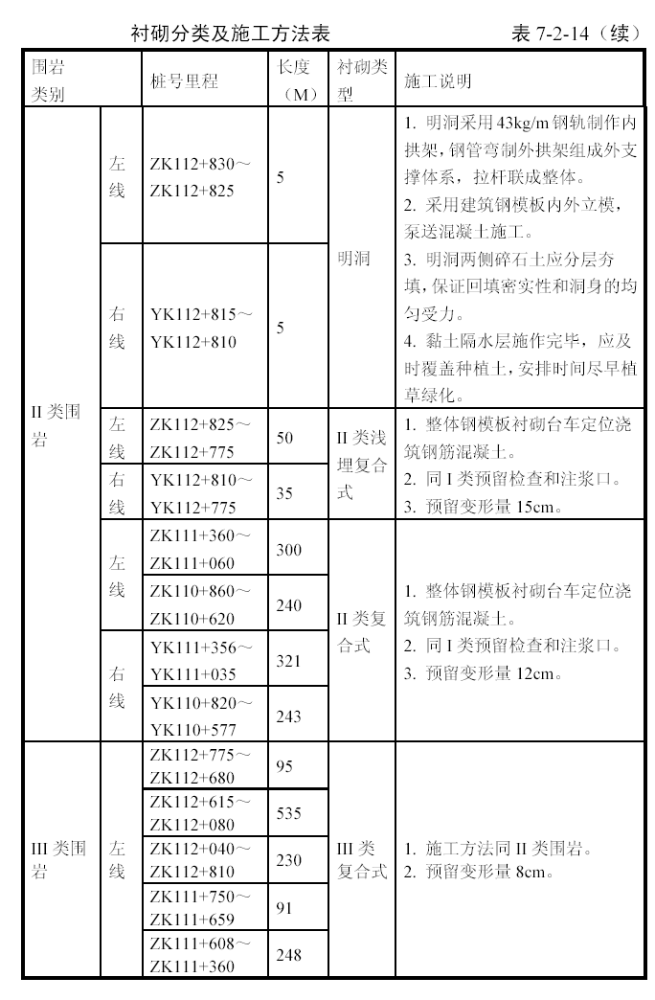 衬砌分类及施工方法表 表 7-2-14（续）
围岩
类别
桩号里程
长度
（M）
衬砌类
型
施工说明
II 类围
岩
左
线
ZK112+830～
ZK112+825
5
明洞
1. 明洞采用 43kg/m 钢轨制作内
拱架，钢管弯制外拱架组成外支
撑体系，拉杆联成整体。
2. 采用建筑钢模板内外立模，
泵送混凝土施工。
3. 明洞两侧碎石土应分层夯
填，保证回填密实性和洞身的均
匀受力。
4. 黏土隔水层施作完毕，应及
时覆盖种植土，安排时间尽早植
草绿化。
右
线
YK112+815～
YK112+810
5
左
线
ZK112+825～
ZK112+775
50
II 类浅
埋复合
式
1. 整体钢模板衬砌台车定位浇
筑钢筋混凝土。
2. 同 I 类预留检查和注浆口。
3. 预留变形量 15cm。
右
线
YK112+810～
YK112+775
35
左
线
ZK111+360～
ZK111+060
300
II 类复
合式
1. 整体钢模板衬砌台车定位浇
筑钢筋混凝土。
2. 同 I 类预留检查和注浆口。
3. 预留变形量 12cm。
ZK110+860～
ZK110+620
240
右
线
YK111+356～
YK111+035
321
YK110+820～
YK110+577
243
III 类围
岩
左
线
ZK112+775～
ZK112+680
95
III 类
复合式
1. 施工方法同 II 类围岩。
2. 预留变形量 8cm。
ZK112+615～
ZK112+080
535
ZK112+040～
ZK112+810
230
ZK111+750～
ZK111+659
91
ZK111+608～
ZK111+360
248